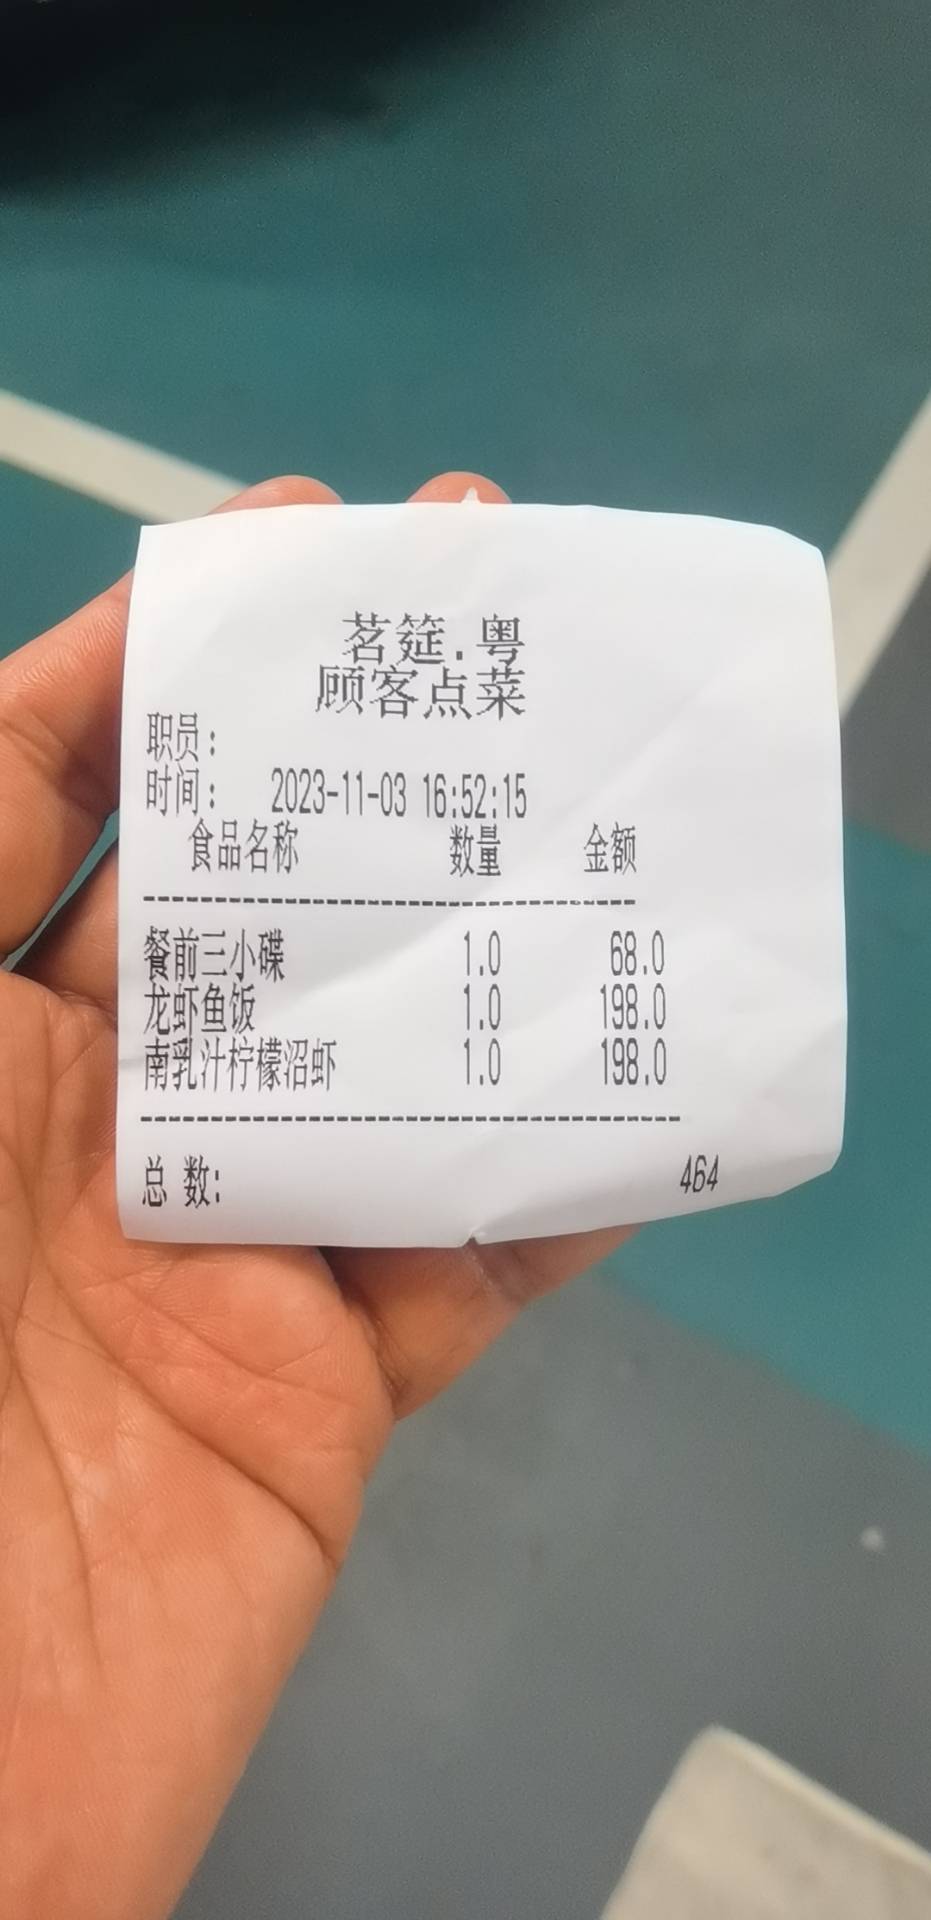 茗筵.粤
顾客点菜
职员:
时间: 2023-11-03 16:52:15
食品名称 数量 金额
餐前三小碟 1.0 68.0
龙虾鱼饭 1.0 198.0
南乳汁柠檬沼虾 1.0 198.0
总 数: 464